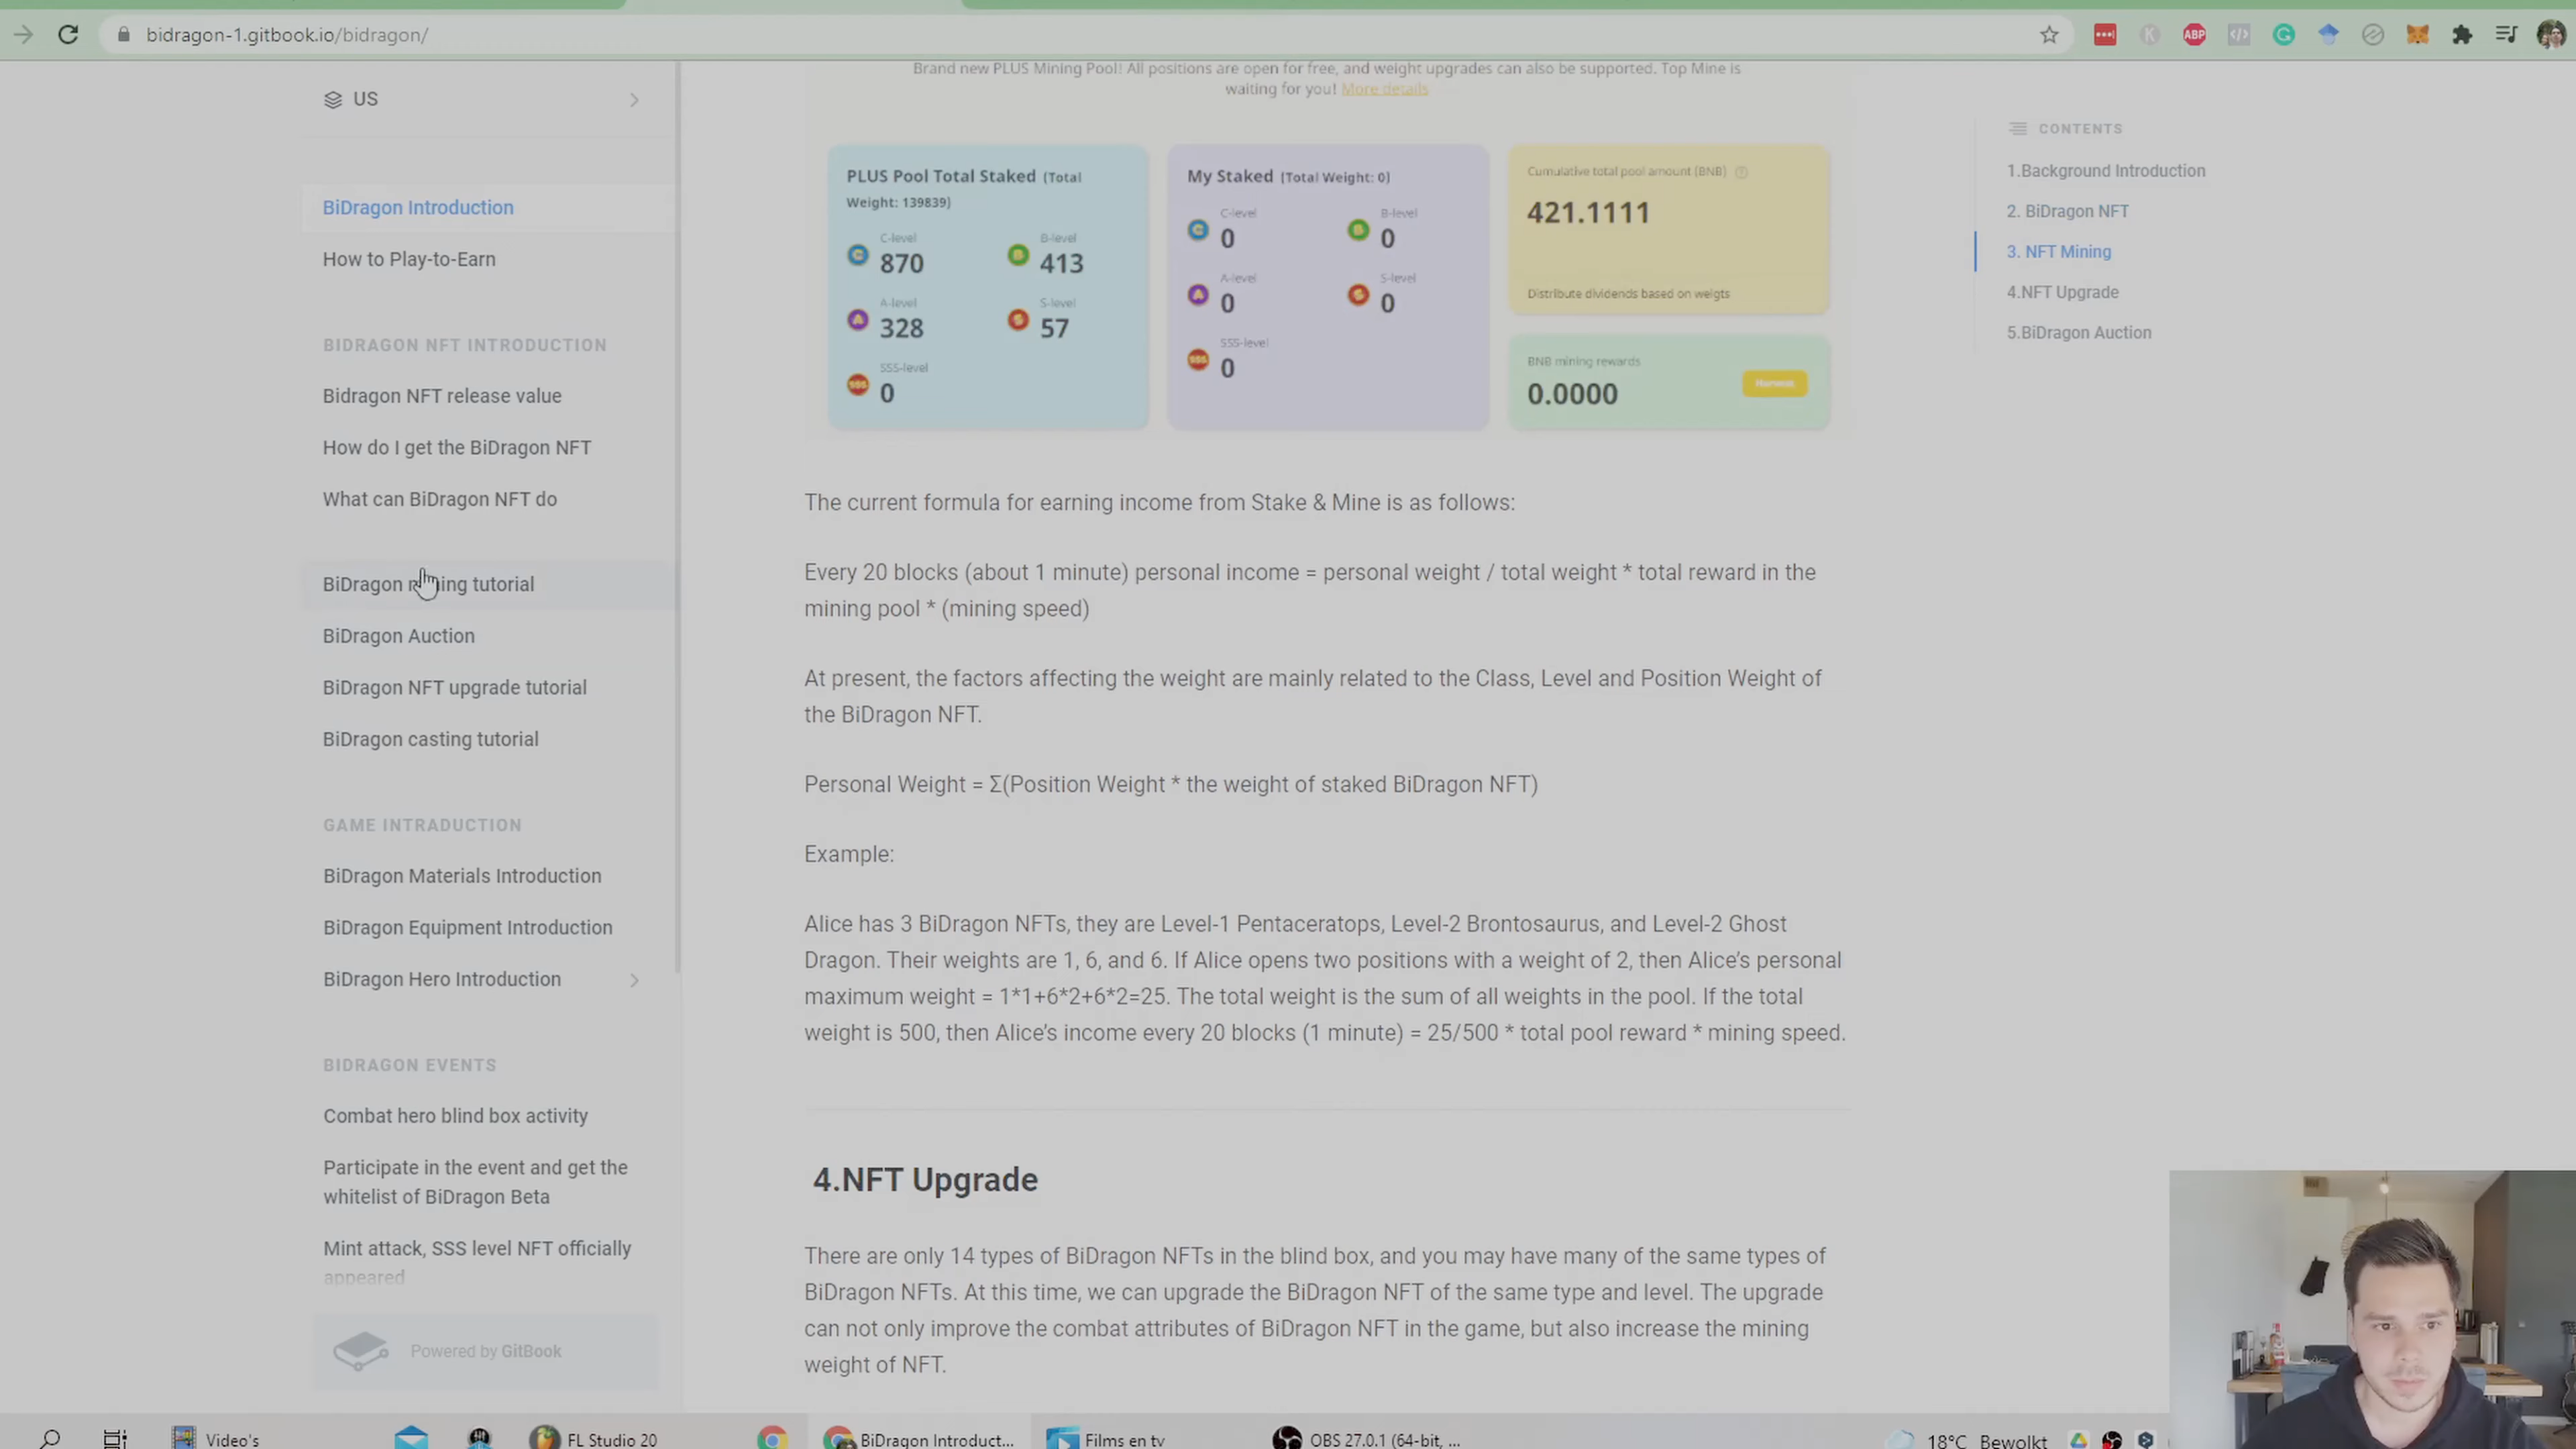 bidragon-1.gitbook.io/bidragon/
ABP
US
BiDragon Introduction
How to Play-to-Earn
BIDRAGON NFT INTRODUCTION
Bidragon NFT release value
How do I get the BiDragon NFT
What can BiDragon NFT do
BiDragon ing tutorial
BiDragon Auction
BiDragon NFT upgrade tutorial
BiDragon casting tutorial
GAME INTRADUCTION
BiDragon Materials Introduction
BiDragon Equipment Introduction
BiDragon Hero Introduction
BIDRAGON EVENTS
Combat hero blind box activity
Participate in the event and get the
whitelist of BiDragon Beta
Mint attack, SSS level NFT officially
appeared
Powered by GitBook
Brand new PLUS Mining Pool! All positions are open for free, and weight upgrades can also be supported. Top Mine is
waiting for you! More details
PLUS Pool Total Staked (Total
Weight: 139839)
C-level
C 870
B-level
B 413
A-level
A 328
S-level
S 57
SSS-level
SSS 0
My Staked (Total Weight: 0)
C-level
C 0
B-level
B 0
A-level
A 0
S-level
S 0
SSS-level
SSS 0
Cumulative total pool amount (BNB)
421.1111
Distribute dividends based on weigts
BNB mining rewards
0.0000
Harvest
The current formula for earning income from Stake & Mine is as follows:
Every 20 blocks (about 1 minute) personal income = personal weight / total weight * total reward in the
mining pool * (mining speed)
At present, the factors affecting the weight are mainly related to the Class, Level and Position Weight of
the BiDragon NFT.
Personal Weight = Σ(Position Weight * the weight of staked BiDragon NFT)
Example:
Alice has 3 BiDragon NFTs, they are Level-1 Pentaceratops, Level-2 Brontosaurus, and Level-2 Ghost
Dragon. Their weights are 1, 6, and 6. If Alice opens two positions with a weight of 2, then Alice’s personal
maximum weight = 1*1+6*2+6*2=25. The total weight is the sum of all weights in the pool. If the total
weight is 500, then Alice’s income every 20 blocks (1 minute) = 25/500 * total pool reward * mining speed.
4.NFT Upgrade
There are only 14 types of BiDragon NFTs in the blind box, and you may have many of the same types of
BiDragon NFTs. At this time, we can upgrade the BiDragon NFT of the same type and level. The upgrade
can not only improve the combat attributes of BiDragon NFT in the game, but also increase the mining
weight of NFT.
CONTENTS
1.Background Introduction
2. BiDragon NFT
3. NFT Mining
4.NFT Upgrade
5.BiDragon Auction
Video's
FL Studio 20
BiDragon Introduct...
Films en tv
OBS 27.0.1 (64-bit, ...
18°C Bewolkt